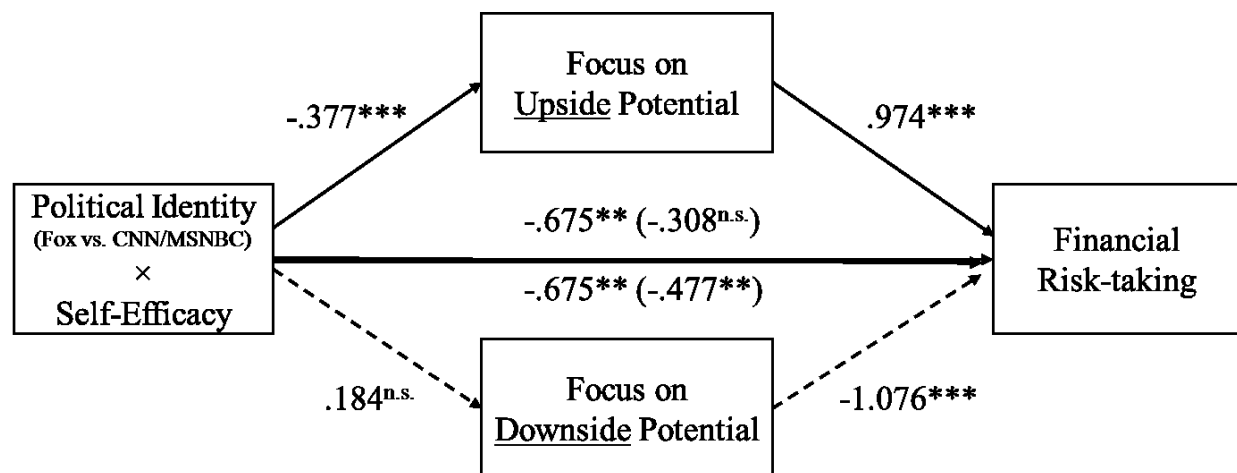 Focus on
Upside Potential
-.377***
.974***
Political Identity
(Fox vs. CNN/MSNBC)
×
Self-Efficacy
-.675** (-.308n.s.)
-.675** (-.477**)
Financial
Risk-taking
.184n.s.
-1.076***
Focus on
Downside Potential